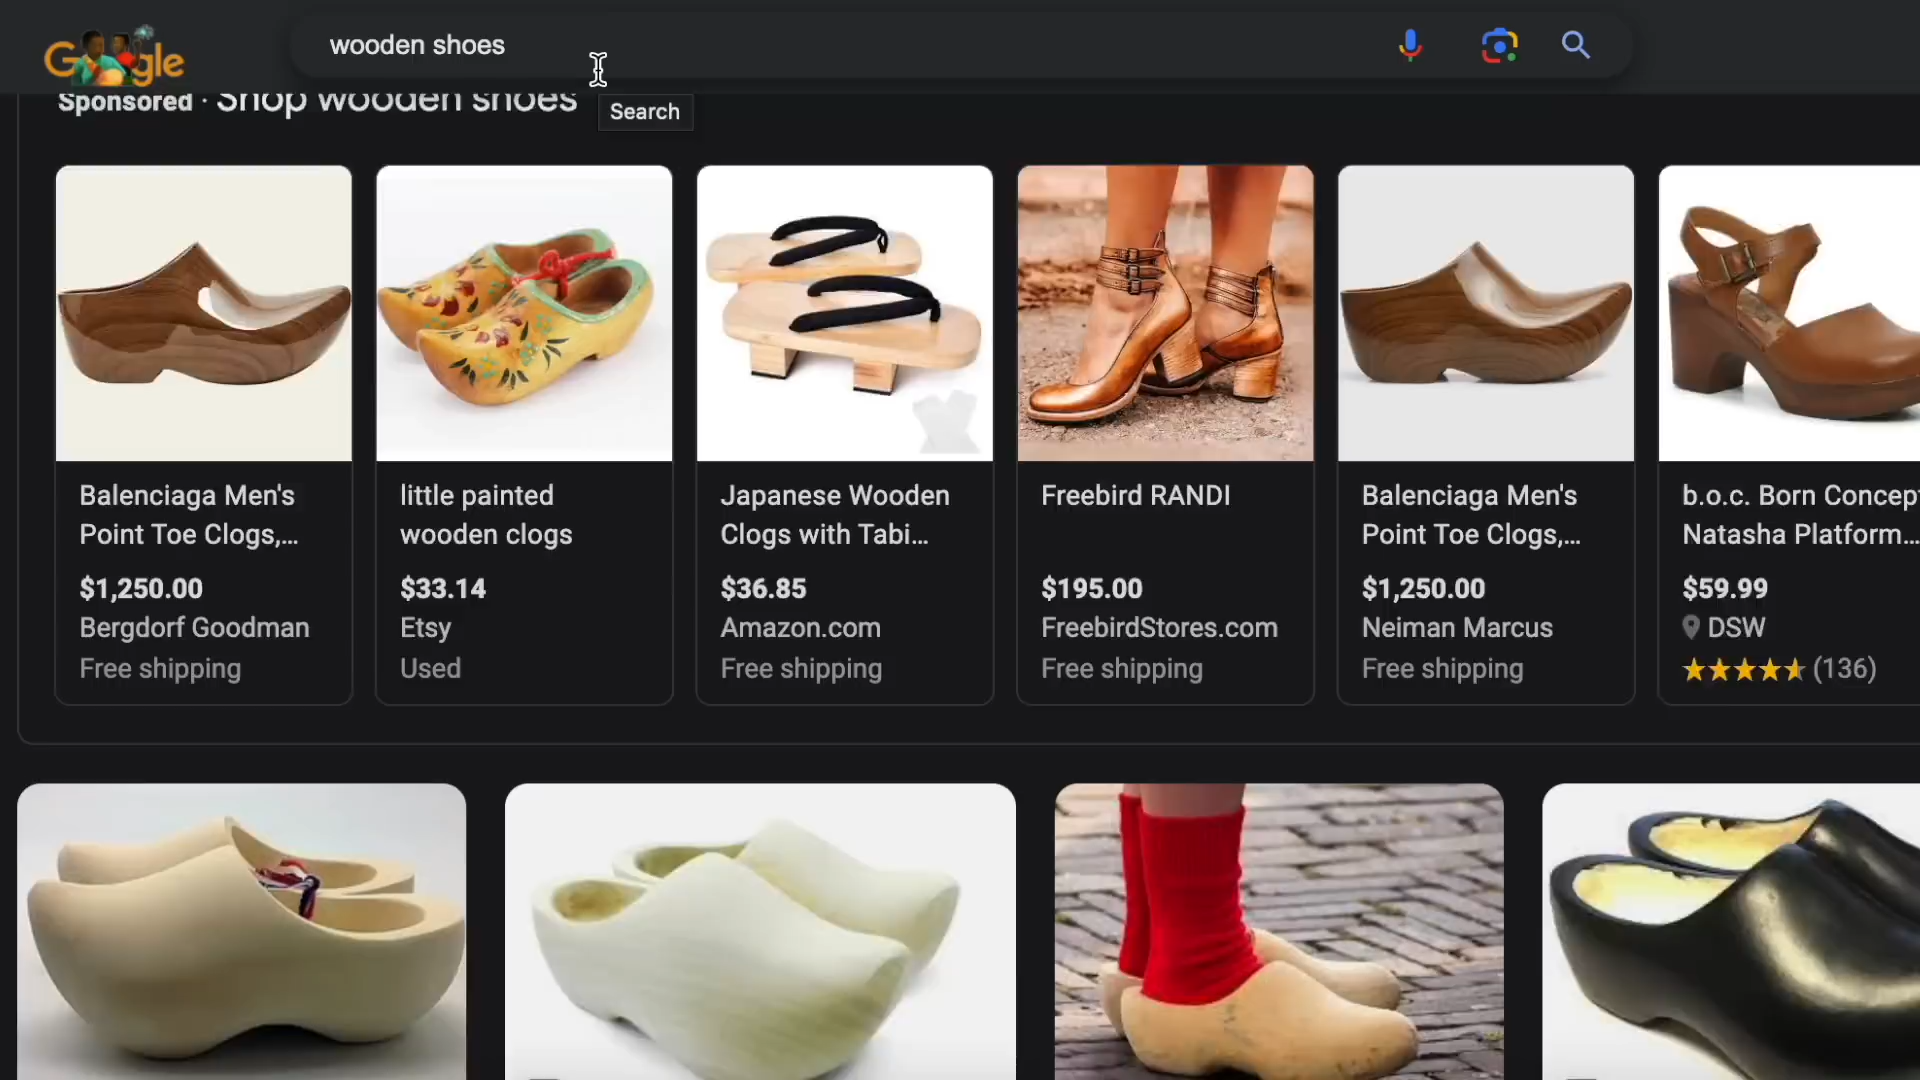 Google
wooden shoes
Sponsored · Shop wooden shoes
Search
Balenciaga Men's
Point Toe Clogs,...
$1,250.00
Bergdorf Goodman
Free shipping
little painted
wooden clogs
$33.14
Etsy
Used
Japanese Wooden
Clogs with Tabi...
$36.85
Amazon.com
Free shipping
Freebird RANDI
$195.00
FreebirdStores.com
Free shipping
Balenciaga Men's
Point Toe Clogs,...
$1,250.00
Neiman Marcus
Free shipping
b.o.c. Born Concept
Natasha Platform...
$59.99
DSW
(136)